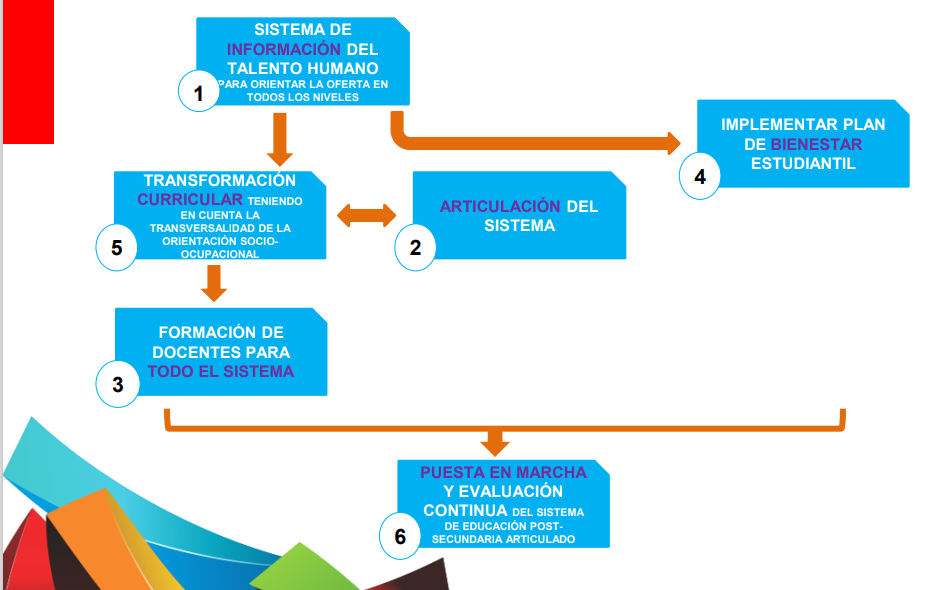 SISTEMA DE
INFORMACIÓN DEL
TALENTO HUMANO
PARA ORIENTAR LA OFERTA EN
TODOS LOS NIVELES
1
IMPLEMENTAR PLAN
DE BIENESTAR
ESTUDIANTIL
4
TRANSFORMACIÓN
CURRICULAR TENIENDO
EN CUENTA LA
TRANSVERSALIDAD DE LA
ORIENTACIÓN SOCIO-
OCUPACIONAL
5
ARTICULACIÓN DEL
SISTEMA
2
FORMACIÓN DE
DOCENTES PARA
TODO EL SISTEMA
3
PUESTA EN MARCHA
Y EVALUACIÓN
CONTINUA DEL SISTEMA
DE EDUCACIÓN POST-
SECUNDARIA ARTICULADO
6